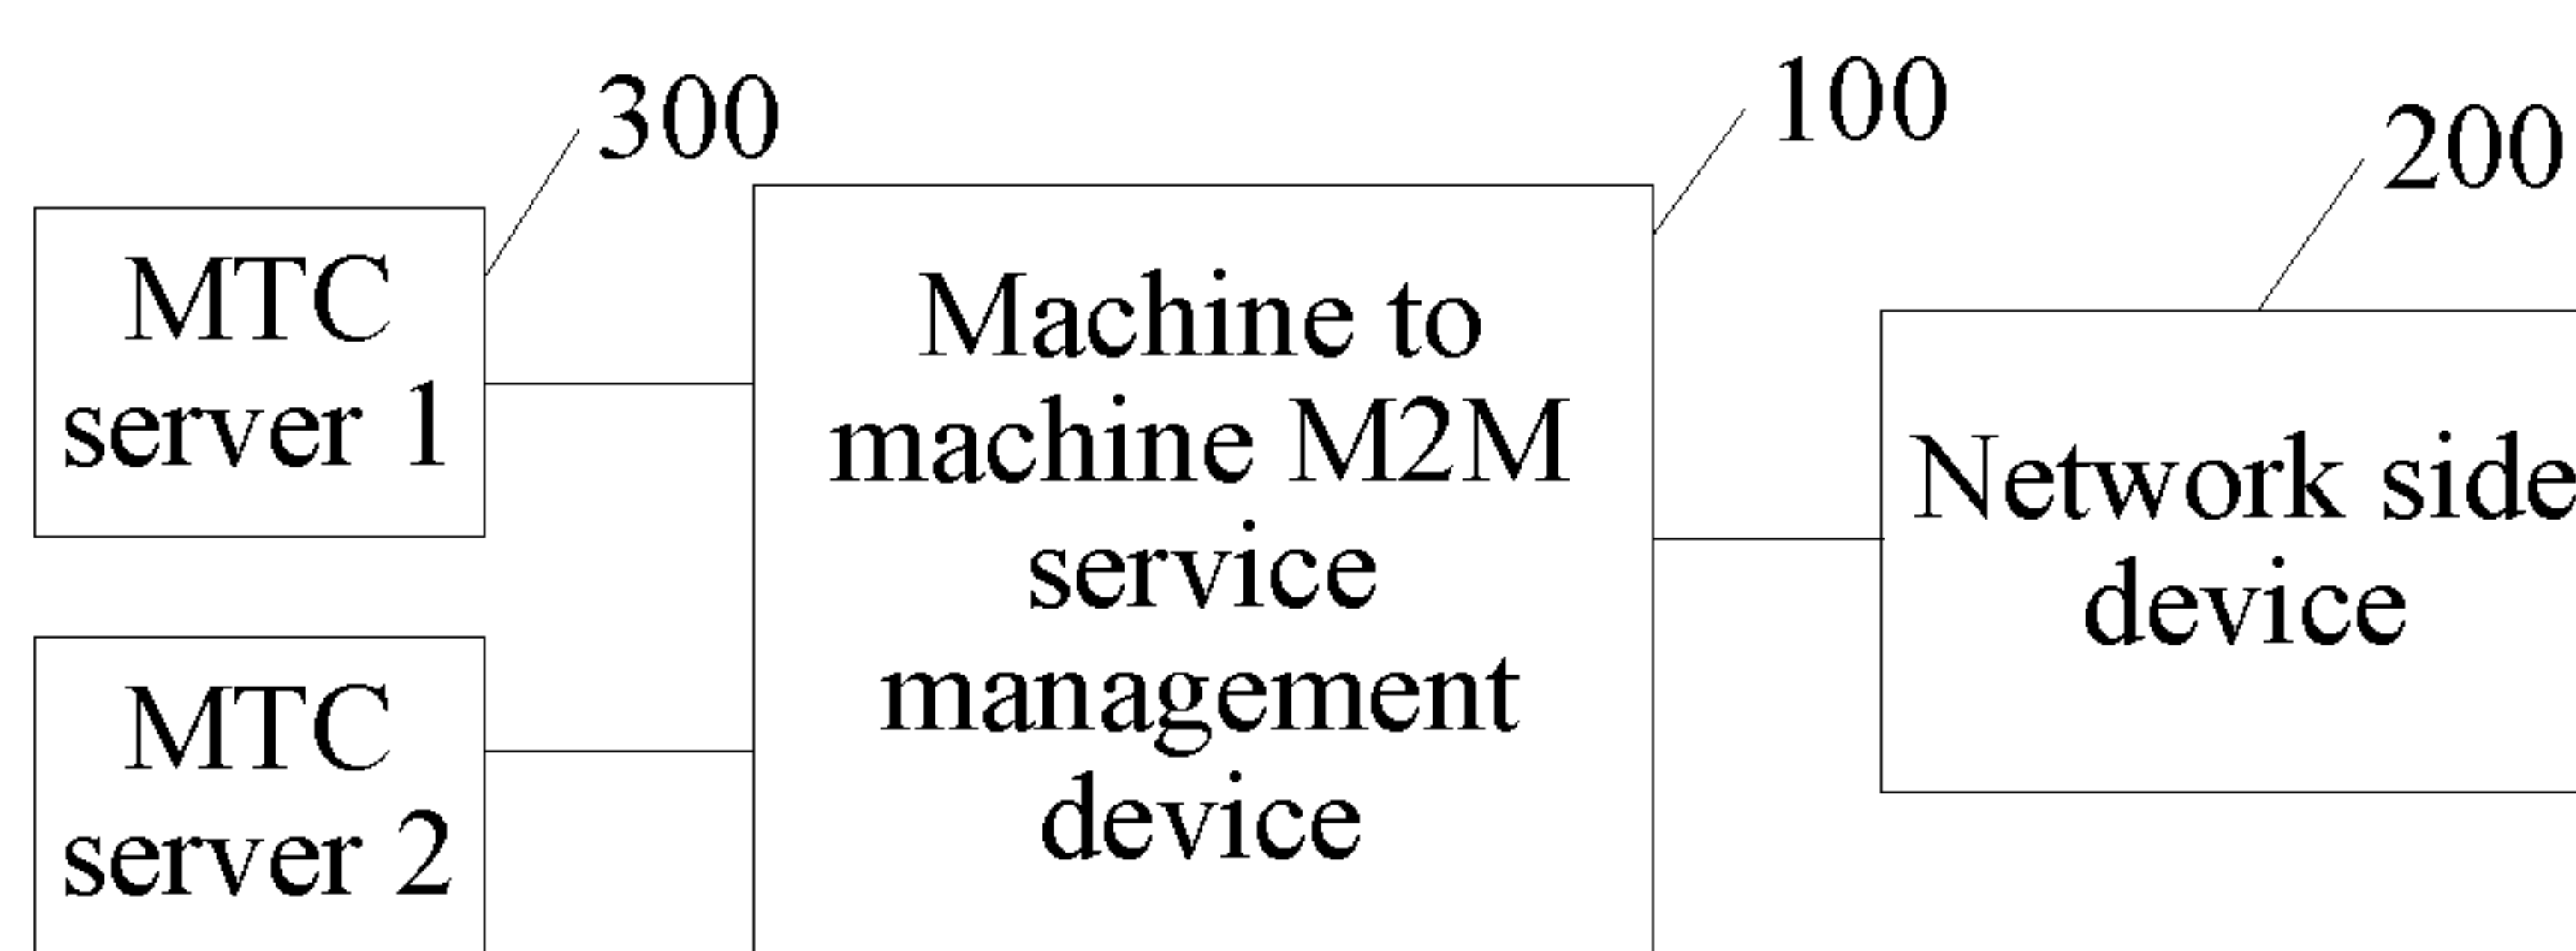 300
100
200
MTC
server 1
Machine to
machine M2M
service
management
device
Network side
device
MTC
server 2